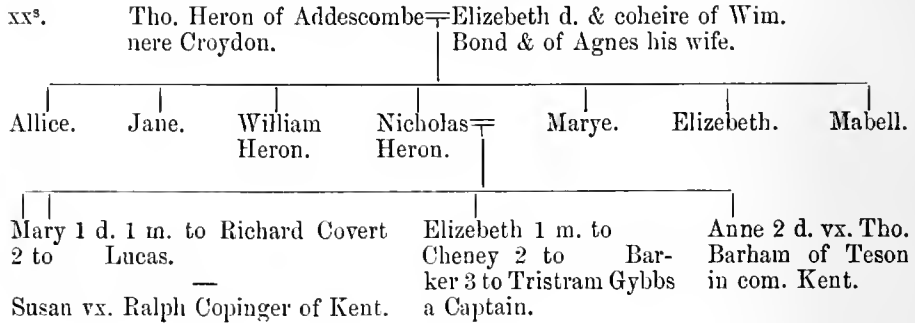 xxˢ. Tho. Heron of Addescombe Elizebeth d. & coheire of Wim.
nere Croydon. Bond & of Agnes his wife.
Allice. Jane. William Nicholas Marye. Elizebeth. Mabell.
Heron. Heron.
Mary 1 d. 1 m. to Richard Covert
2 to Lucas.
Susan vx. Ralph Copinger of Kent.
Elizebeth 1 m. to
Cheney 2 to Bar-
ker 3 to Tristram Gybbs
a Captain.
Anne 2 d. vx. Tho.
Barham of Teson
in com. Kent.